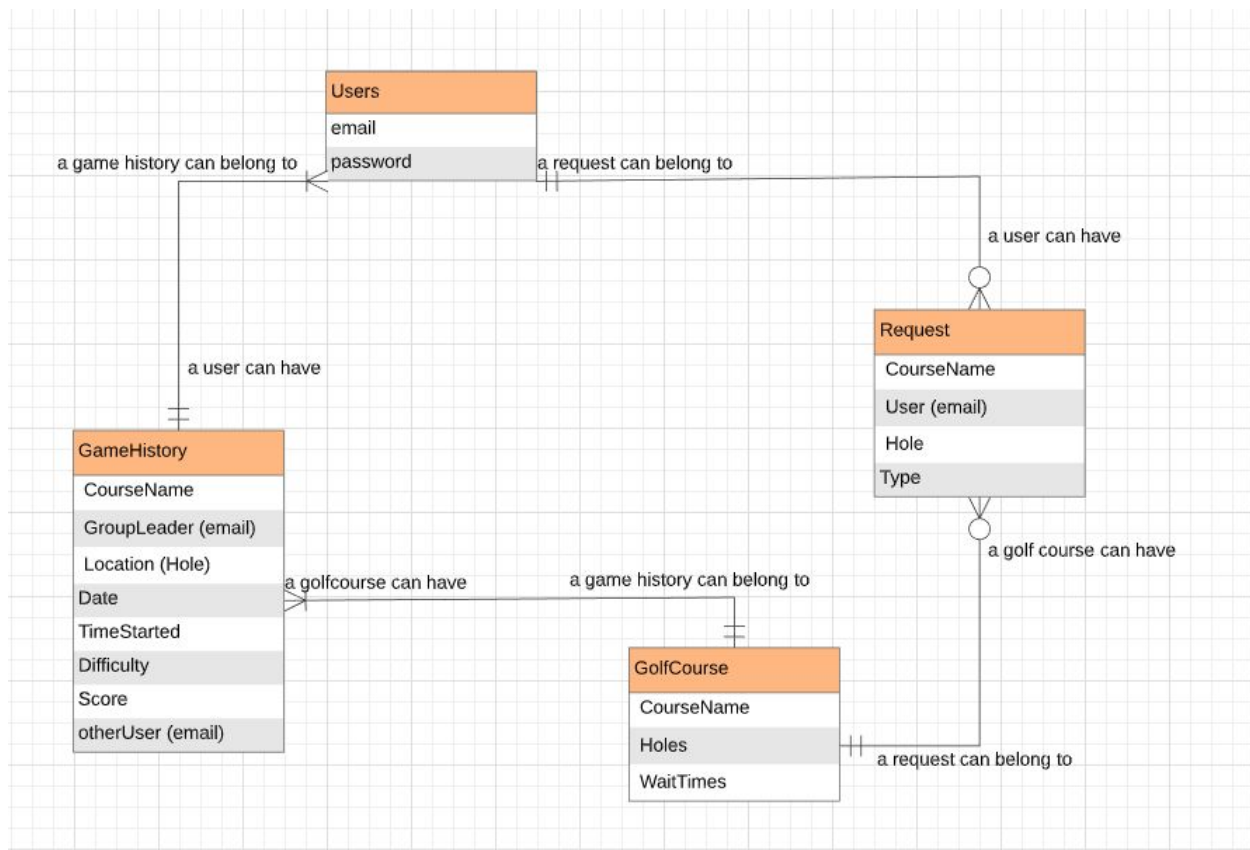 Users
email
password
a game history can belong to
a request can belong to
a user can have
Request
CourseName
User (email)
Hole
Type
a user can have
GameHistory
CourseName
GroupLeader (email)
Location (Hole)
Date
TimeStarted
Difficulty
Score
otherUser (email)
a golf course can have
a golfcourse can have
a game history can belong to
GolfCourse
CourseName
Holes
WaitTimes
a request can belong to